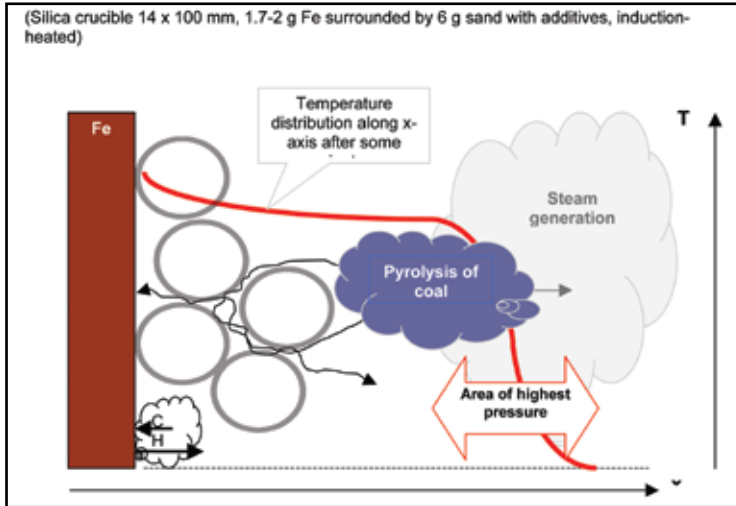 (Silica crucible 14 x 100 mm, 1.7-2 g Fe surrounded by 6 g sand with additives, induction-
heated)
Fe
Temperature
distribution along x-
axis after some
T
Steam
generation
Pyrolysis of
coal
Area of highest
pressure
C
H